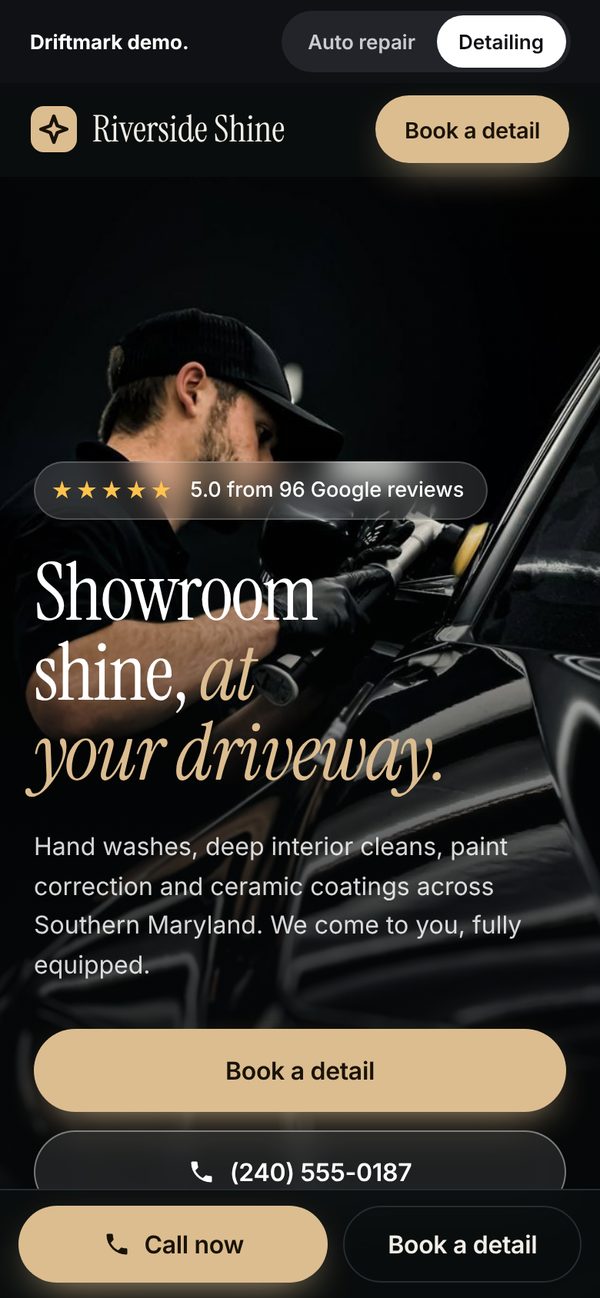 Driftmark demo.
Auto repair
Detailing
Riverside Shine
Book a detail
★★★★★ 5.0 from 96 Google reviews
Showroom
shine, at
your driveway.
Hand washes, deep interior cleans, paint
correction and ceramic coatings across
Southern Maryland. We come to you, fully
equipped.
Book a detail
(240) 555-0187
Call now
Book a detail